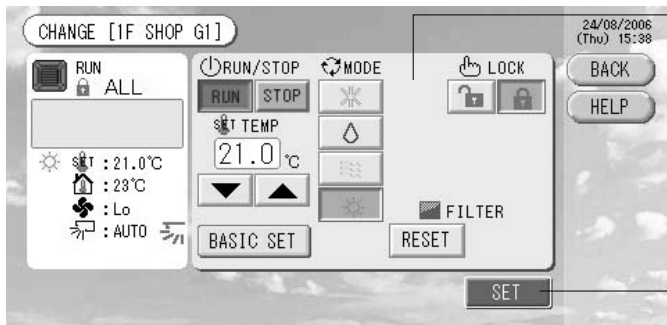 CHANGE [1F SHOP G1]
24/08/2006
(Thu) 15:38
RUN
ALL
SET : 21.0°C
: 23°C
: Lo
: AUTO
RUN/STOP
RUN STOP
SET TEMP
21.0 °C
BASIC SET
MODE
LOCK
FILTER
RESET
BACK
HELP
SET